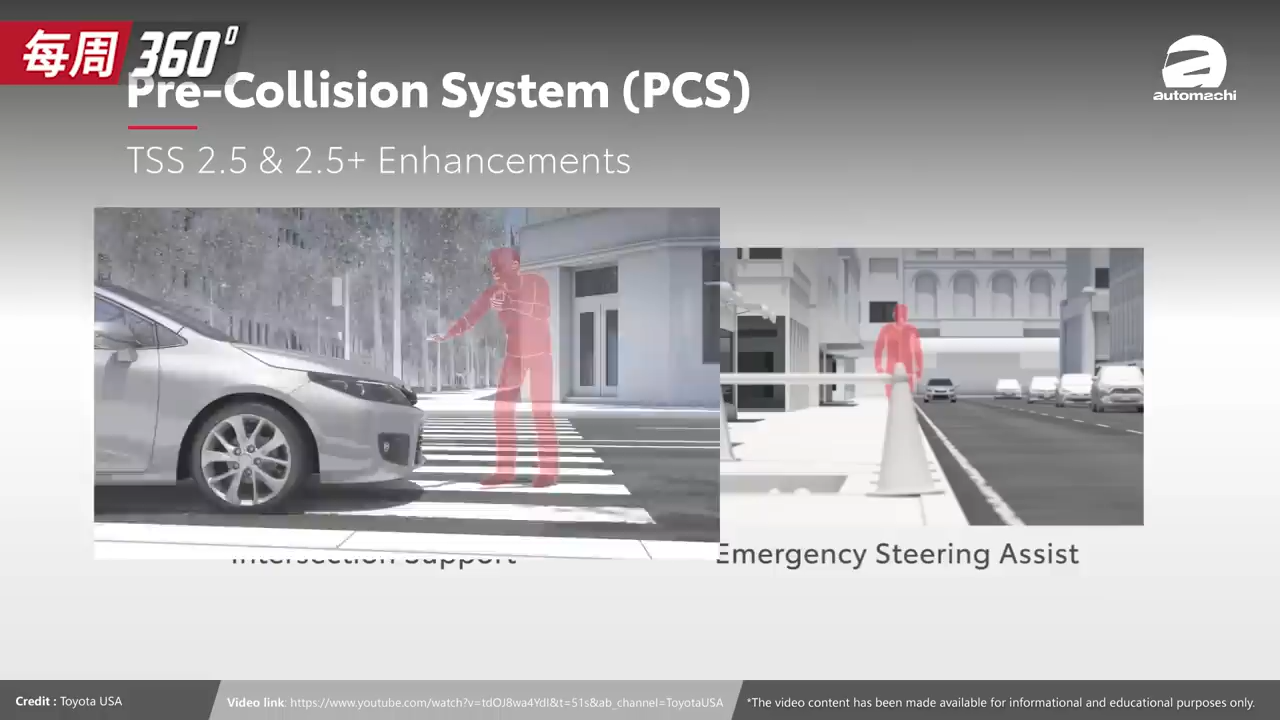 每周360°
Pre-Collision System (PCS)
automachi
TSS 2.5 & 2.5+ Enhancements
Intersection Support
Emergency Steering Assist
Credit : Toyota USA
Video link: https://www.youtube.com/watch?v=tdOJ8wa4YdI&t=51s&ab_channel=ToyotaUSA
*The video content has been made available for informational and educational purposes only.